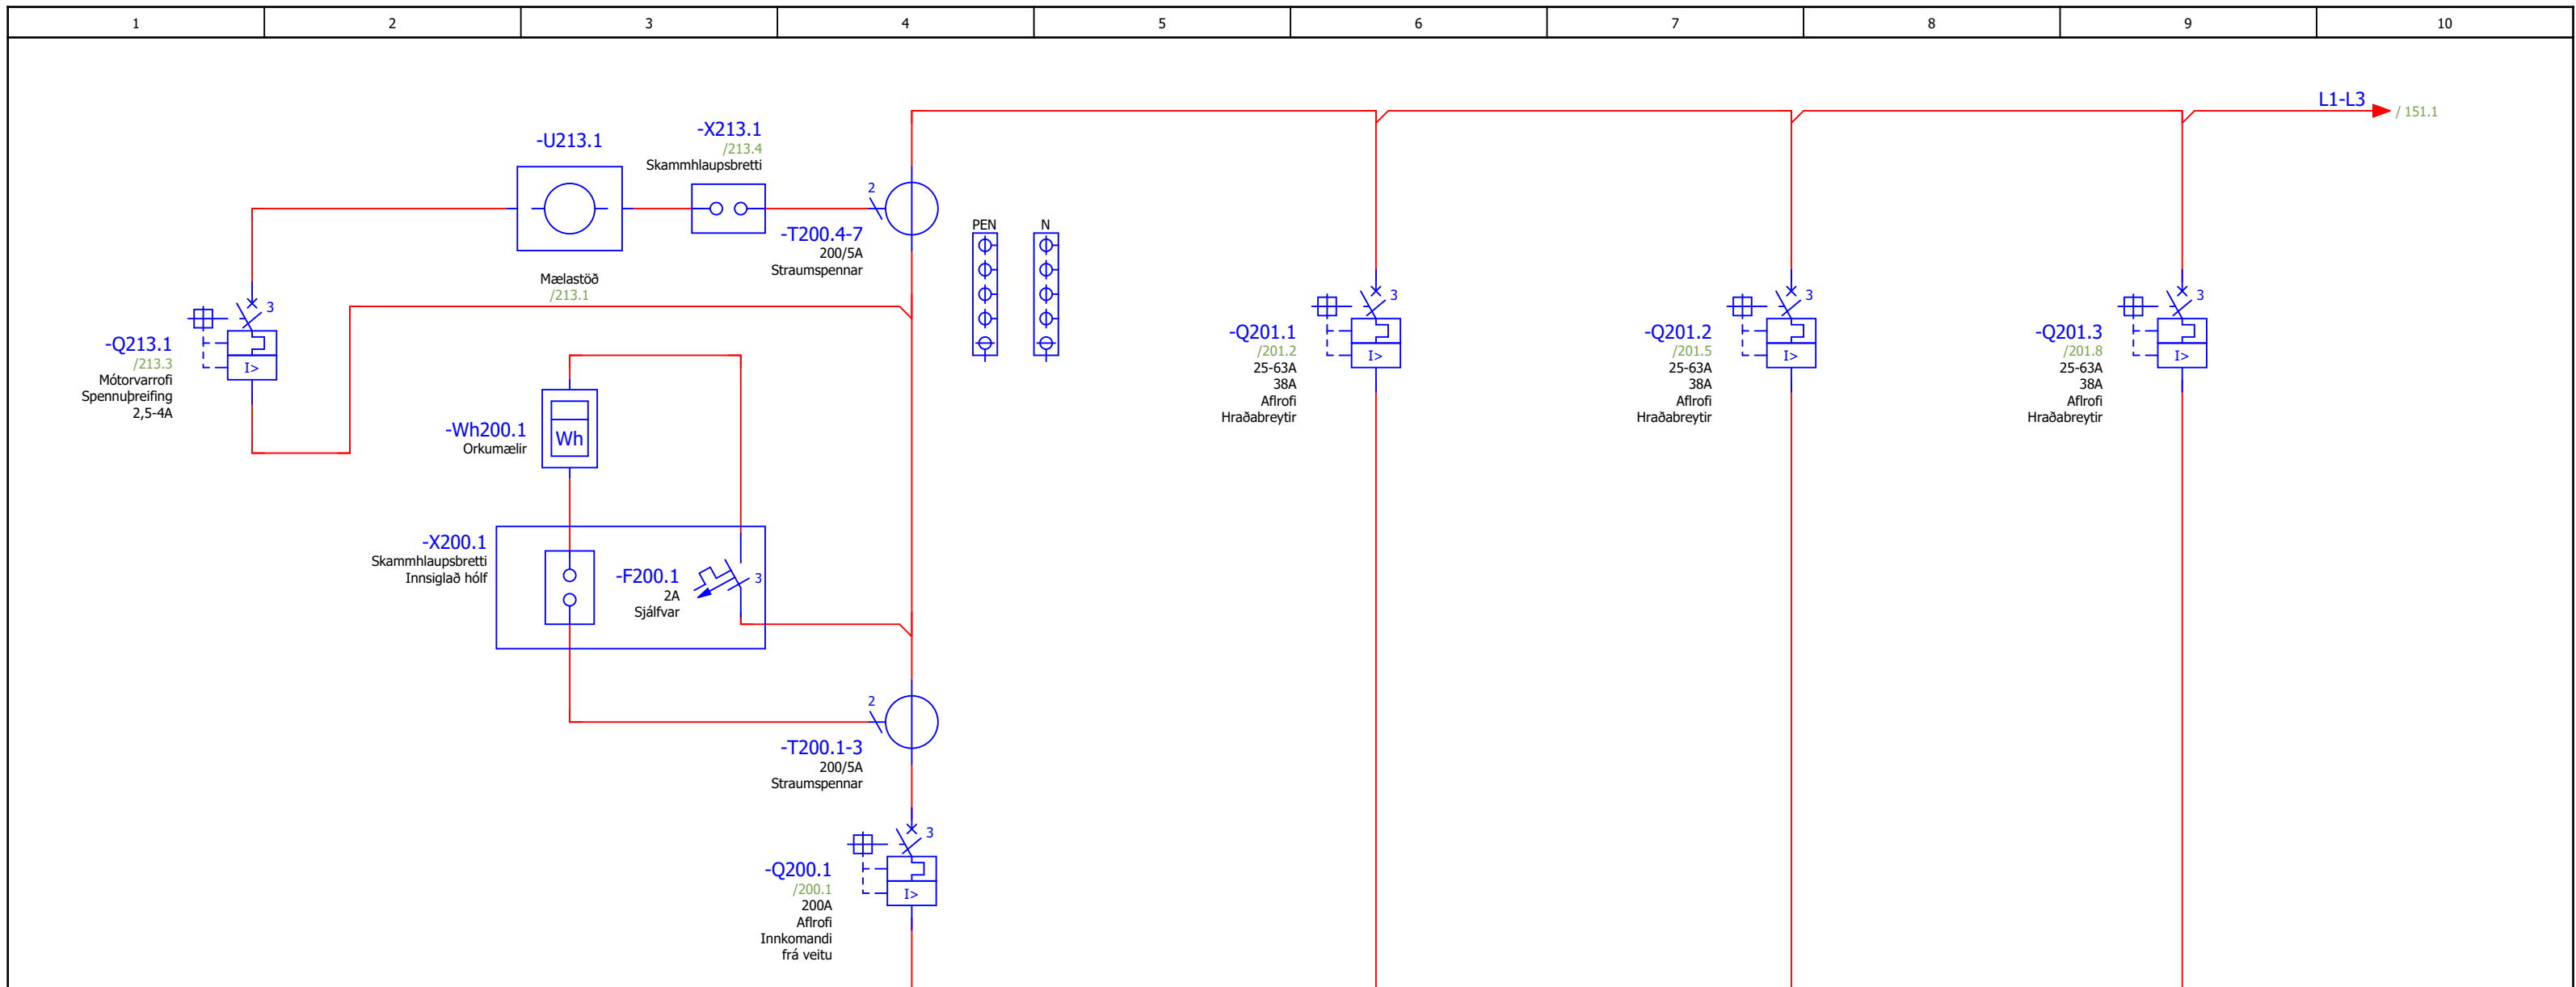 1 2 3 4 5 6 7 8 9 10
L1-L3
/ 151.1
-U213.1
Mælastöð
/213.1
-X213.1
/213.4
Skammhlaupsbretti
2
-T200.4-7
200/5A
Straumspennar
PEN
N
3
-Q213.1
/213.3
Mótorvarrofi
Spennuþreifing
2,5-4A
I>
3
-Q201.1
/201.2
25-63A
38A
Aflrofi
Hraðabreytir
I>
3
-Q201.2
/201.5
25-63A
38A
Aflrofi
Hraðabreytir
I>
3
-Q201.3
/201.8
25-63A
38A
Aflrofi
Hraðabreytir
I>
-Wh200.1
Orkumælir
Wh
-X200.1
Skammhlaupsbretti
Innsiglað hólf
-F200.1
2A
Sjálfvar
3
2
-T200.1-3
200/5A
Straumspennar
3
-Q200.1
/200.1
200A
Aflrofi
Innkomandi
frá veitu
I>